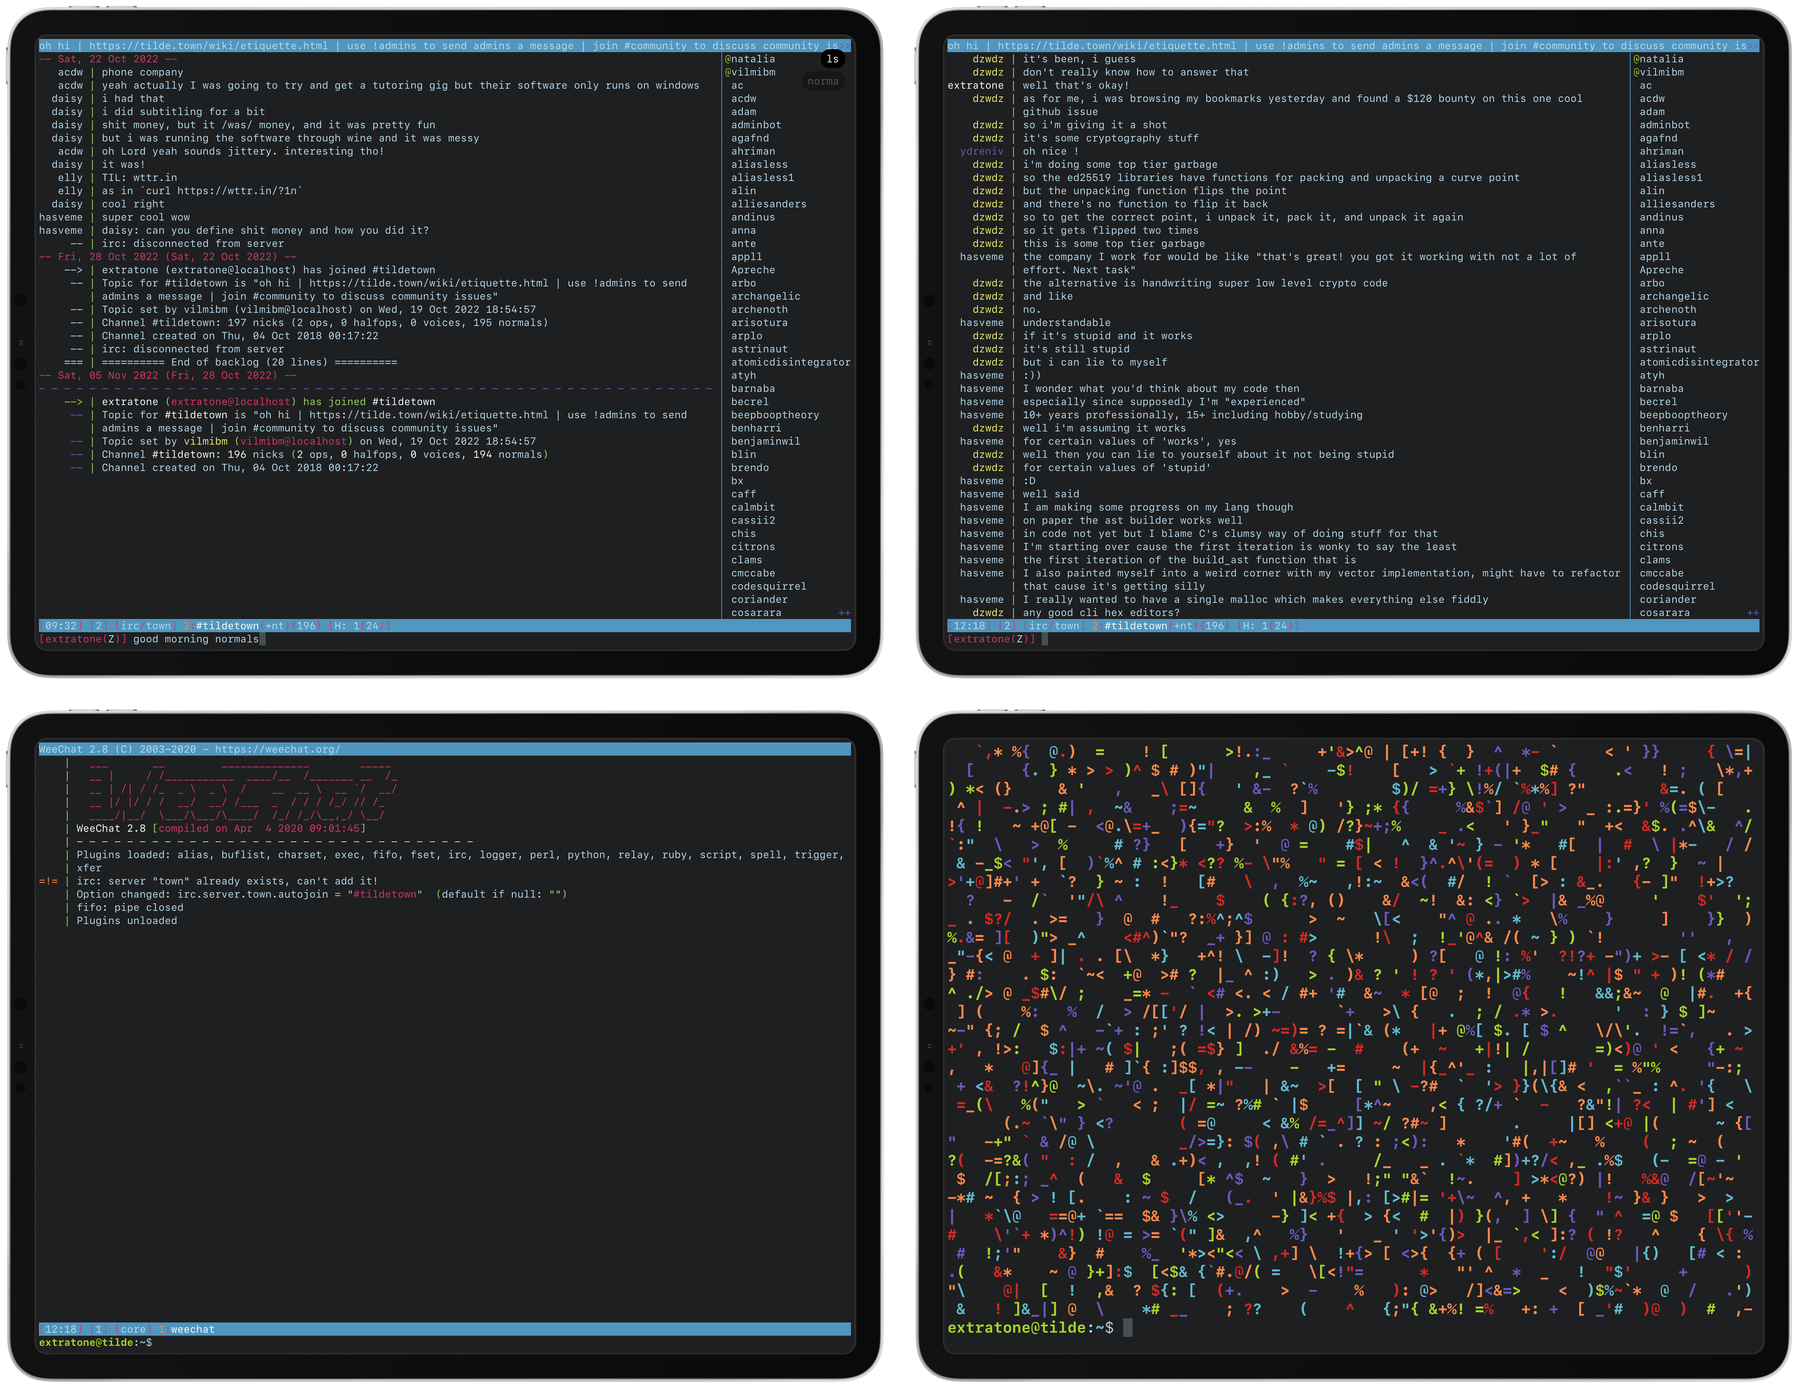 oh hi | https://tilde.town/wiki/etiquette.html | use !admins to send admins a message | join #community to discuss community is>>
-- Sat, 22 Oct 2022 --
acdw | phone company
acdw | yeah actually I was going to try and get a tutoring gig but their software only runs on windows
daisy | i had that
daisy | i did subtitling for a bit
daisy | shit money, but it /was/ money, and it was pretty fun
daisy | but i was running the software through wine and it was messy
acdw | oh Lord yeah sounds jittery. interesting tho!
daisy | it was!
elly | TIL: wttr.in
elly | as in `curl https://wttr.in/?1n`
daisy | cool right
hasveme | super cool wow
hasveme | daisy: can you define shit money and how you did it?
-- | irc: disconnected from server
-- Fri, 28 Oct 2022 (Sat, 22 Oct 2022) --
--> | extratone (extratone@localhost) has joined #tildetown
-- | Topic for #tildetown is "oh hi | https://tilde.town/wiki/etiquette.html | use !admins to send
| admins a message | join #community to discuss community issues"
-- | Topic set by vilmibm (vilmibm@localhost) on Wed, 19 Oct 2022 18:54:57
-- | Channel #tildetown: 197 nicks (2 ops, 0 halfops, 0 voices, 195 normals)
-- | Channel created on Thu, 04 Oct 2018 00:17:22
-- | irc: disconnected from server
=== | ========== End of backlog (20 lines) ==========
-- Sat, 05 Nov 2022 (Fri, 28 Oct 2022) --
--> | extratone (extratone@localhost) has joined #tildetown
-- | Topic for #tildetown is "oh hi | https://tilde.town/wiki/etiquette.html | use !admins to send
| admins a message | join #community to discuss community issues"
-- | Topic set by vilmibm (vilmibm@localhost) on Wed, 19 Oct 2022 18:54:57
-- | Channel #tildetown: 196 nicks (2 ops, 0 halfops, 0 voices, 194 normals)
-- | Channel created on Thu, 04 Oct 2018 00:17:22
@natalia
@vilmibm
ac
acdw
adam
adminbot
agafnd
ahriman
aliasless
aliasless1
alin
alliesanders
andinus
anna
ante
appll
Apreche
arbo
archangelic
archenoth
arisotura
arplo
astrinaut
atomicdisintegrator
atyh
barnaba
becrel
beepbooptheory
benharri
benjaminwil
blin
brendo
bx
caff
calmbit
cassii2
chis
citrons
clams
cmccabe
codesquirrel
coriander
cosarara ++
ls
norma
[09:32] [2] [irc/town] 2:#tildetown(+nt){196} [H: 1(24)]
[extratone(Z)] good morning normals
oh hi | https://tilde.town/wiki/etiquette.html | use !admins to send admins a message | join #community to discuss community is>>
dzwdz | it's been, i guess
dzwdz | don't really know how to answer that
extratone | well that's okay!
dzwdz | as for me, i was browsing my bookmarks yesterday and found a $120 bounty on this one cool
| github issue
dzwdz | so i'm giving it a shot
dzwdz | it's some cryptography stuff
ydreniv | oh nice !
dzwdz | i'm doing some top tier garbage
dzwdz | so the ed25519 libraries have functions for packing and unpacking a curve point
dzwdz | but the unpacking function flips the point
dzwdz | and there's no function to flip it back
dzwdz | so to get the correct point, i unpack it, pack it, and unpack it again
dzwdz | so it gets flipped two times
dzwdz | this is some top tier garbage
hasveme | the company I work for would be like "that's great! you got it working with not a lot of
| effort. Next task"
dzwdz | the alternative is handwriting super low level crypto code
dzwdz | and like
dzwdz | no.
hasveme | understandable
dzwdz | if it's stupid and it works
dzwdz | it's still stupid
dzwdz | but i can lie to myself
hasveme | :))
hasveme | I wonder what you'd think about my code then
hasveme | especially since supposedly I'm "experienced"
hasveme | 10+ years professionally, 15+ including hobby/studying
dzwdz | well i'm assuming it works
hasveme | for certain values of 'works', yes
dzwdz | well then you can lie to yourself about it not being stupid
dzwdz | for certain values of 'stupid'
hasveme | :D
hasveme | well said
hasveme | I am making some progress on my lang though
hasveme | on paper the ast builder works well
hasveme | in code not yet but I blame C's clumsy way of doing stuff for that
hasveme | I'm starting over cause the first iteration is wonky to say the least
hasveme | the first iteration of the build_ast function that is
hasveme | I also painted myself into a weird corner with my vector implementation, might have to refactor
| that cause it's getting silly
hasveme | I really wanted to have a single malloc which makes everything else fiddly
dzwdz | any good cli hex editors?
@natalia
@vilmibm
ac
acdw
adam
adminbot
agafnd
ahriman
aliasless
aliasless1
alin
alliesanders
andinus
anna
ante
appll
Apreche
arbo
archangelic
archenoth
arisotura
arplo
astrinaut
atomicdisintegrator
atyh
barnaba
becrel
beepbooptheory
benharri
benjaminwil
blin
brendo
bx
caff
calmbit
cassii2
chis
citrons
clams
cmccabe
codesquirrel
coriander
cosarara ++
[12:18] [2] [irc/town] 2:#tildetown(+nt){196} [H: 1(24)]
[extratone(Z)]
WeeChat 2.8 (C) 2003-2020 - https://weechat.org/
| WeeChat 2.8 [compiled on Apr  4 2020 09:01:45]
| Plugins loaded: alias, buflist, charset, exec, fifo, fset, irc, logger, perl, python, relay, ruby, script, spell, trigger,
| xfer
=!= | irc: server "town" already exists, can't add it!
| Option changed: irc.server.town.autojoin = "#tildetown"  (default if null: "")
| fifo: pipe closed
| Plugins unloaded
[12:18] [1] [core] 1:weechat
extratone@tilde:~$
extratone@tilde:~$